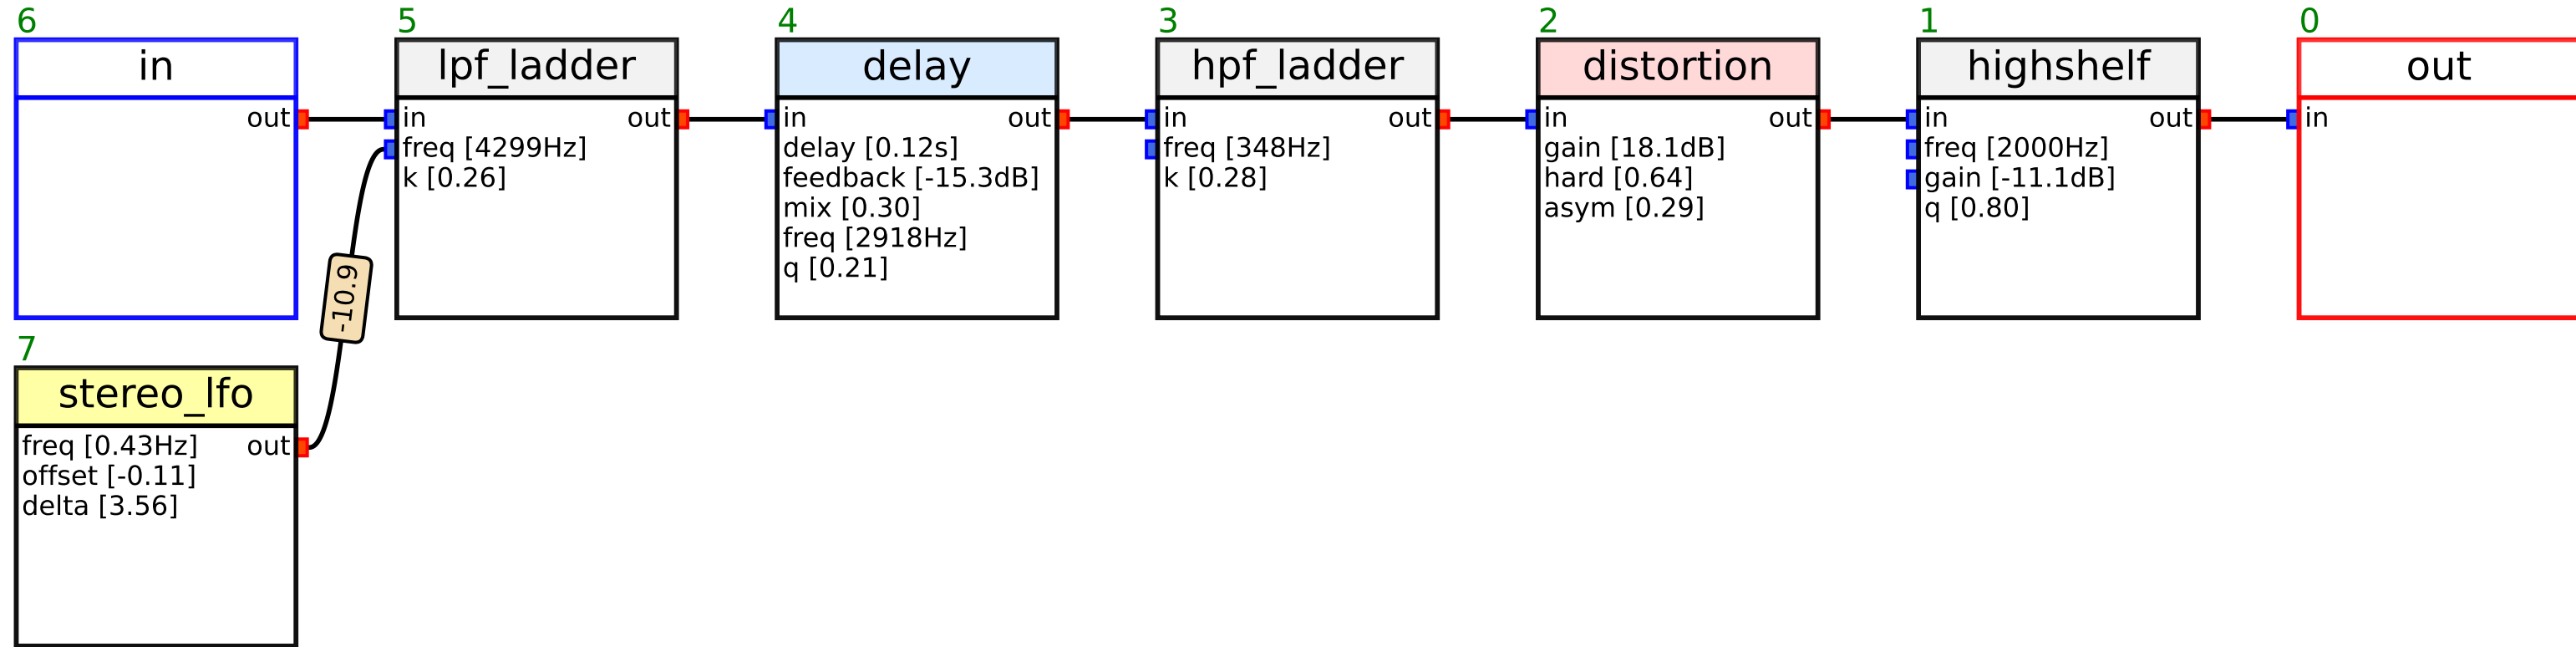 6
in
out
5
lpf_ladder
in out
freq [4299Hz]
k [0.26]
4
delay
in out
delay [0.12s]
feedback [-15.3dB]
mix [0.30]
freq [2918Hz]
q [0.21]
3
hpf_ladder
in out
freq [348Hz]
k [0.28]
2
distortion
in out
gain [18.1dB]
hard [0.64]
asym [0.29]
1
highshelf
in out
freq [2000Hz]
gain [-11.1dB]
q [0.80]
0
out
in
-10.9
7
stereo_lfo
freq [0.43Hz] out
offset [-0.11]
delta [3.56]